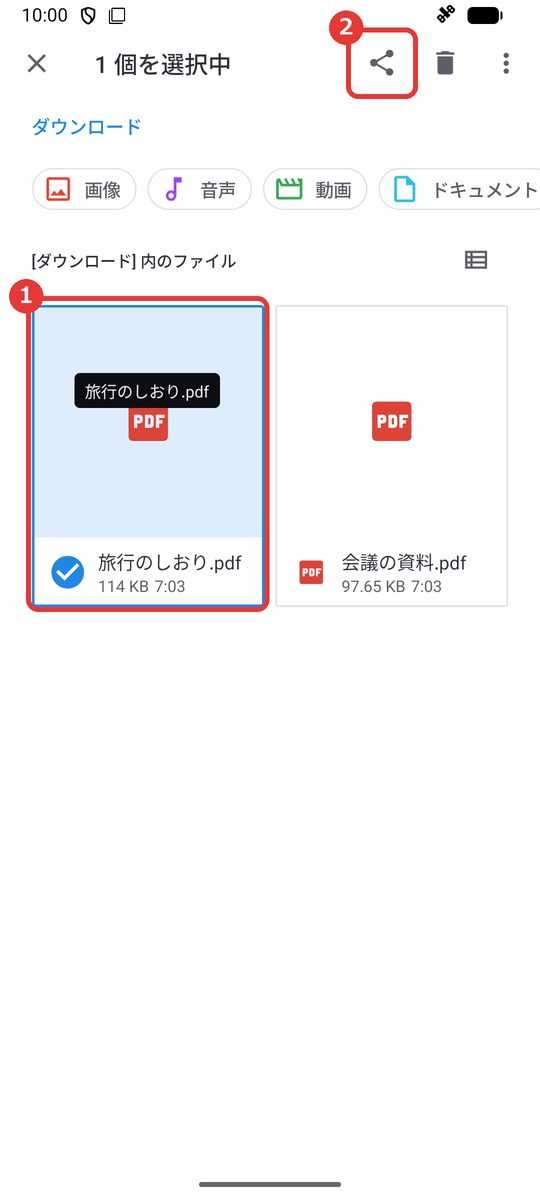 10:00
2
1 個を選択中
ダウンロード
画像
音声
動画
ドキュメント
[ダウンロード] 内のファイル
1
旅行のしおり.pdf
PDF
PDF
旅行のしおり.pdf
114 KB 7:03
PDF
会議の資料.pdf
97.65 KB 7:03